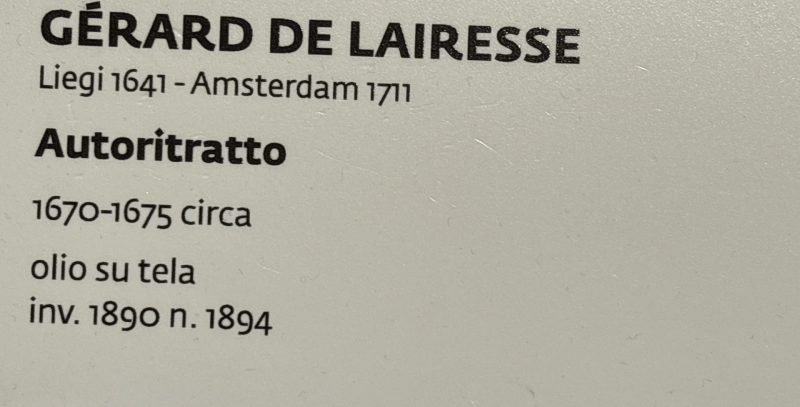 GÉRARD DE LAIRESSE
Liegi 1641 - Amsterdam 1711
Autoritratto
1670-1675 circa
olio su tela
inv. 1890 n. 1894